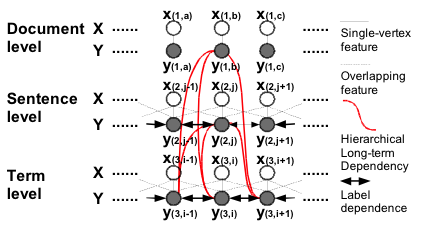 Document level
X ...... x(1,a) x(1,b) x(1,c) ......
Y ...... ......
y(1,a) y(1,b) y(1,c)
Sentence level
X ...... x(2,j-1) x(2,j) x(2,j+1) ......
Y ...... ......
y(2,j-1) y(2,j) y(2,j+1)
Term level
X ...... x(3,i-1) x(3,i) x(3,i+1) ......
Y ...... ......
y(3,i-1) y(3,i) y(3,i+1)
Single-vertex
feature
Overlapping
feature
Hierarchical
Long-term
Dependency
Label
dependence